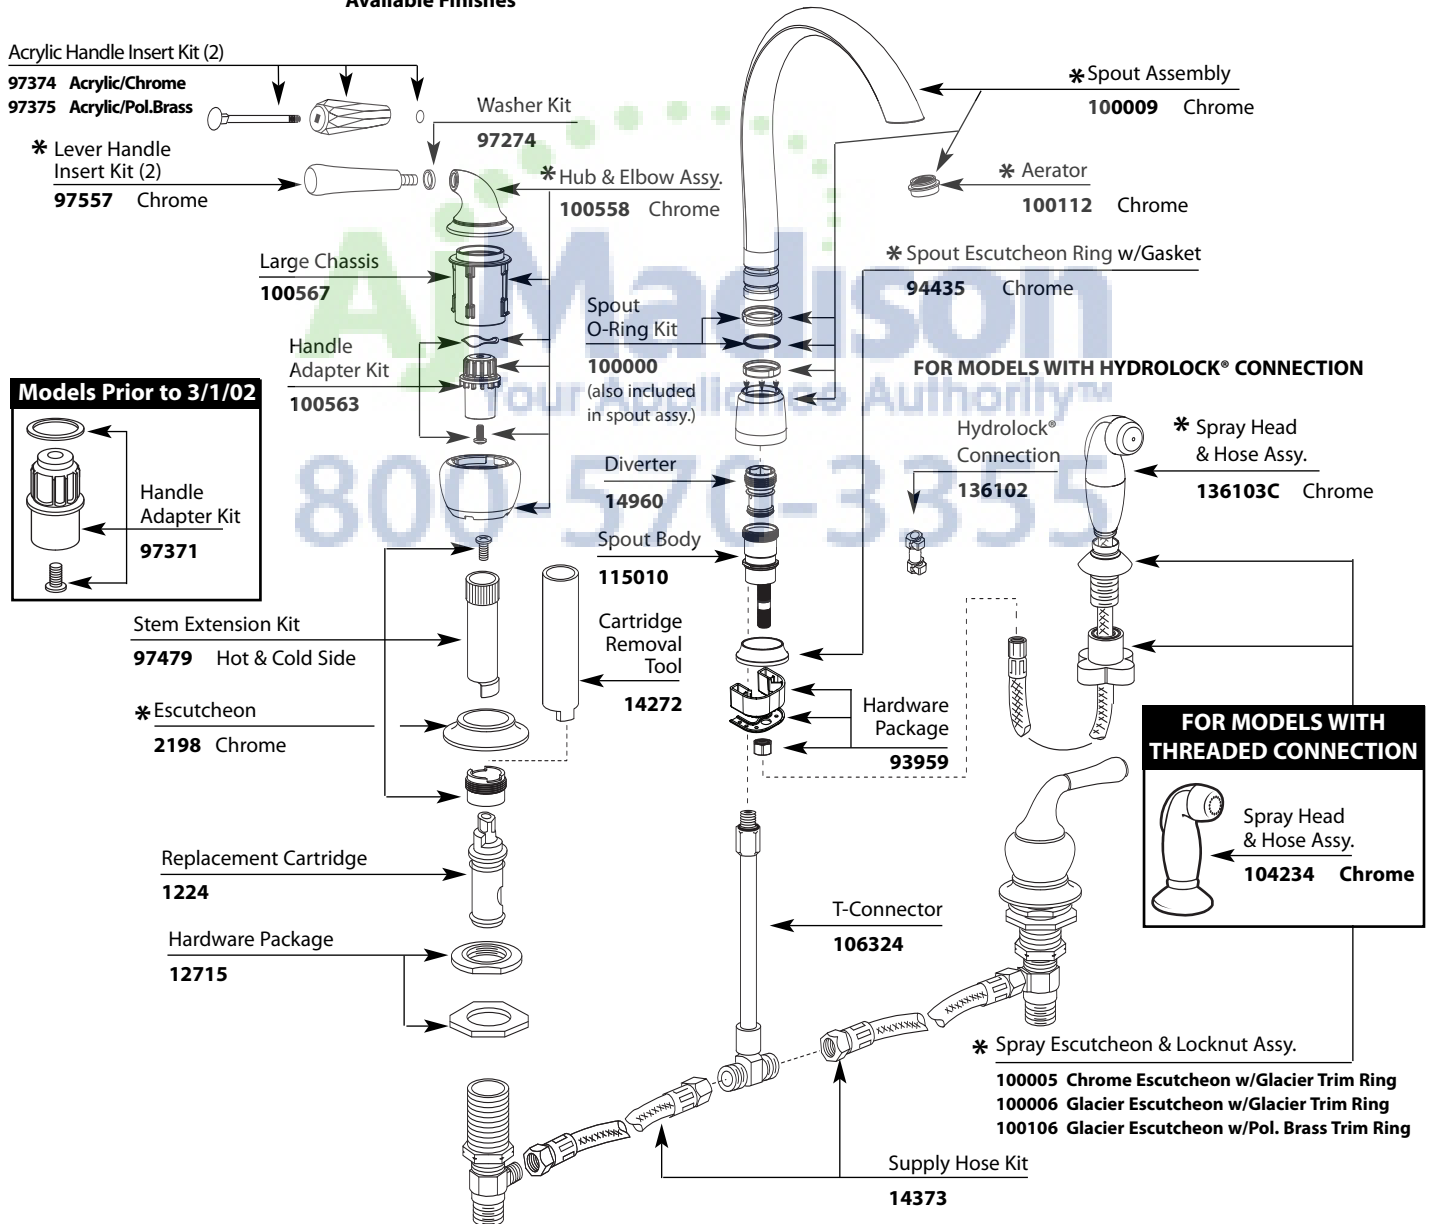 Available Finishes
Acrylic Handle Insert Kit (2)
97374 Acrylic/Chrome
97375 Acrylic/Pol.Brass
* Lever Handle
Insert Kit (2)
97557 Chrome
Washer Kit
97274
* Hub & Elbow Assy.
100558 Chrome
* Spout Assembly
100009 Chrome
* Aerator
100112 Chrome
* Spout Escutcheon Ring w/Gasket
94435 Chrome
Large Chassis
100567
Handle
Adapter Kit
100563
Spout
O-Ring Kit
100000
(also included
in spout assy.)
AjMadison
Your Appliance Authority™
800-570-3355
FOR MODELS WITH HYDROLOCK® CONNECTION
Models Prior to 3/1/02
Handle
Adapter Kit
97371
Hydrolock®
Connection
136102
* Spray Head
& Hose Assy.
136103C Chrome
Diverter
14960
Spout Body
115010
Stem Extension Kit
97479 Hot & Cold Side
Cartridge
Removal
Tool
14272
* Escutcheon
2198 Chrome
Hardware
Package
93959
FOR MODELS WITH
THREADED CONNECTION
Spray Head
& Hose Assy.
104234 Chrome
Replacement Cartridge
1224
T-Connector
106324
Hardware Package
12715
* Spray Escutcheon & Locknut Assy.
100005 Chrome Escutcheon w/Glacier Trim Ring
100006 Glacier Escutcheon w/Glacier Trim Ring
100106 Glacier Escutcheon w/Pol. Brass Trim Ring
Supply Hose Kit
14373